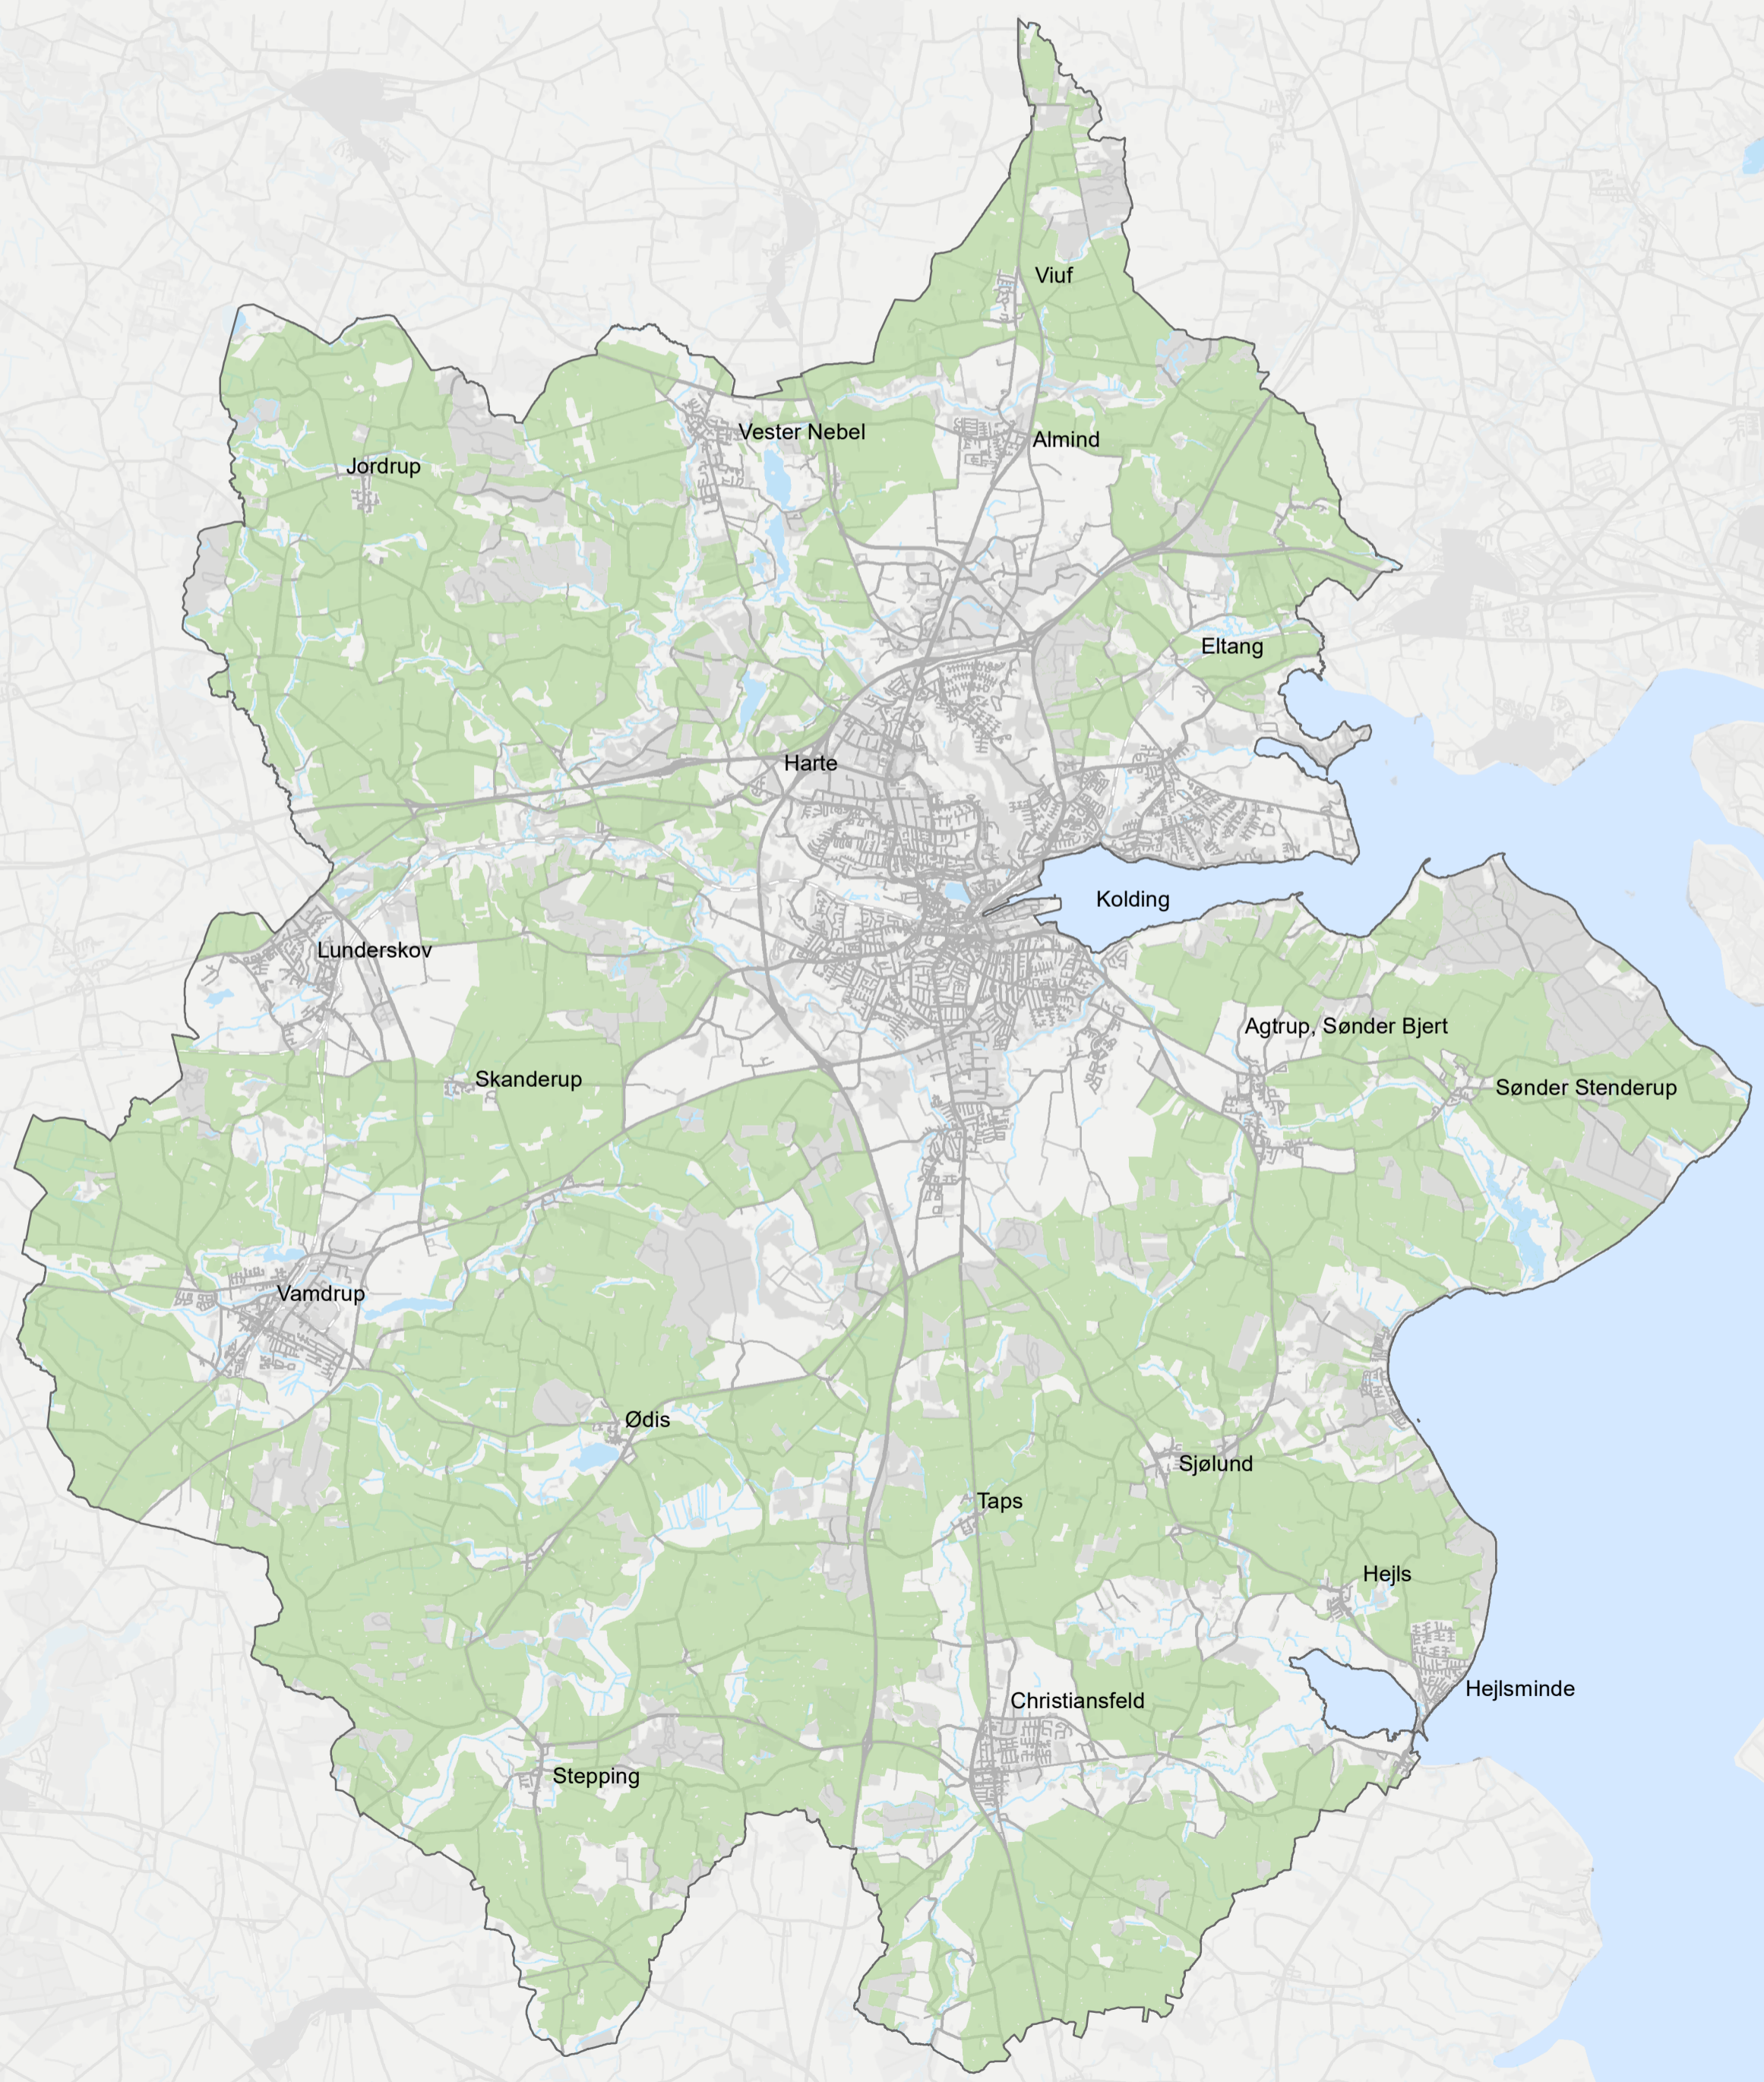 Viuf
Vester Nebel
Almind
Jordrup
Eltang
Harte
Kolding
Lunderskov
Agtrup, Sønder Bjert
Skanderup
Sønder Stenderup
Vamdrup
Ødis
Sjølund
Taps
Hejls
Hejlsminde
Christiansfeld
Stepping